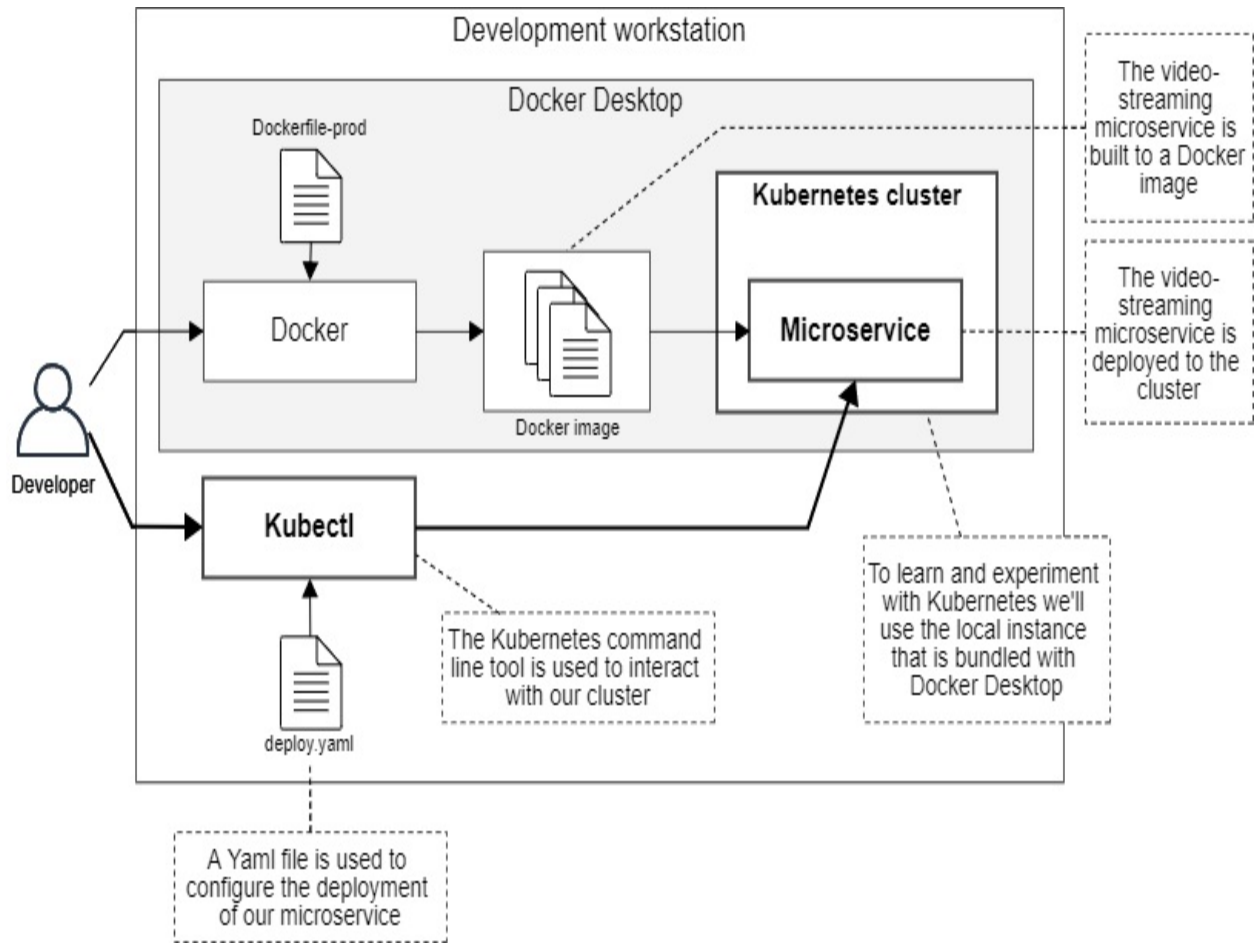 Development workstation
Docker Desktop
Dockerfile-prod
The video-
streaming
microservice is
built to a Docker
image
Kubernetes cluster
The video-
streaming
microservice is
deployed to the
cluster
Docker
Microservice
Docker image
Developer
Kubectl
To learn and experiment
with Kubernetes we'll
use the local instance
that is bundled with
Docker Desktop
The Kubernetes command
line tool is used to interact
with our cluster
deploy.yaml
A Yaml file is used to
configure the deployment
of our microservice